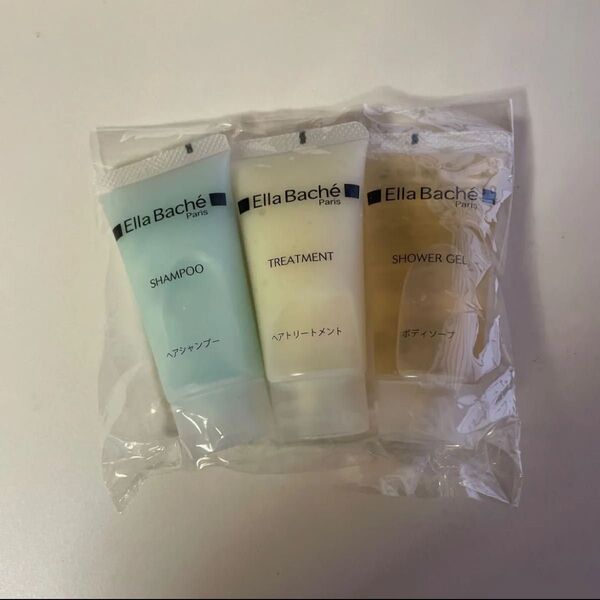 Ella Baché
Paris
SHAMPOO
ヘアシャンプー
Ella Baché
Paris
TREATMENT
ヘアトリートメント
Ella Baché
Paris
SHOWER GEL
ボディソープ